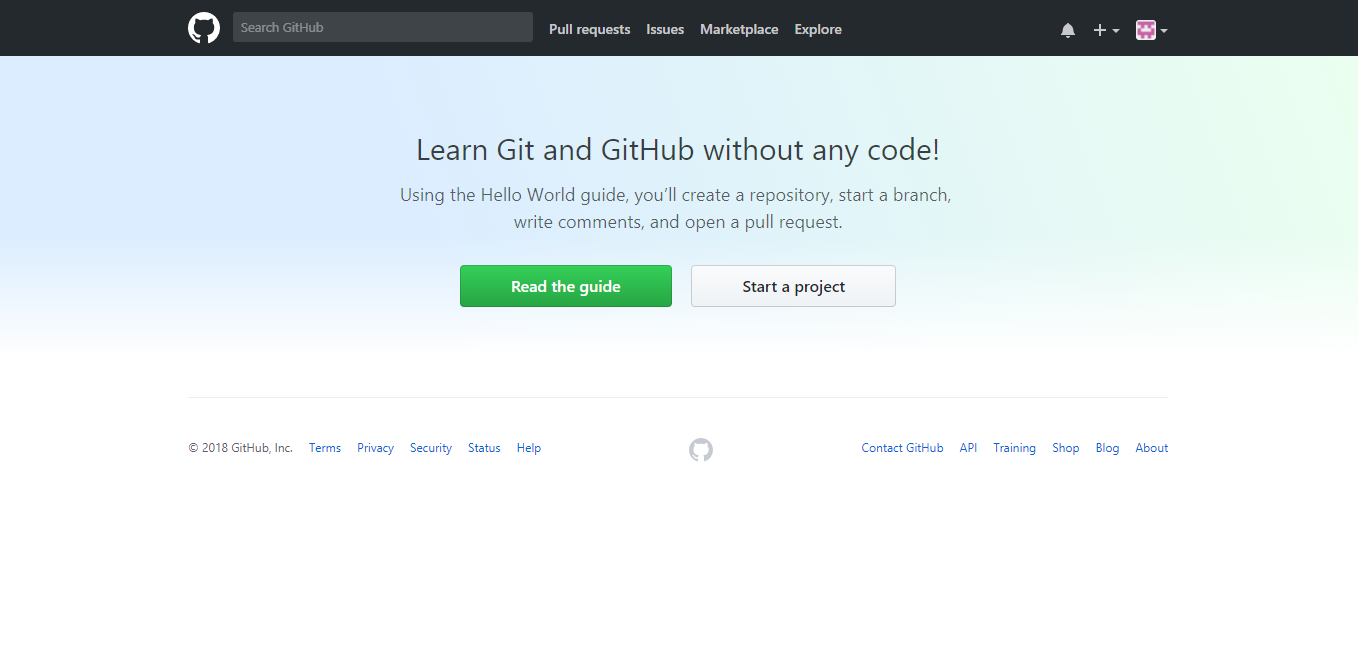 Search GitHub Pull requests Issues Marketplace Explore
Learn Git and GitHub without any code!
Using the Hello World guide, you’ll create a repository, start a branch,
write comments, and open a pull request.
Read the guide Start a project
© 2018 GitHub, Inc. Terms Privacy Security Status Help Contact GitHub API Training Shop Blog About